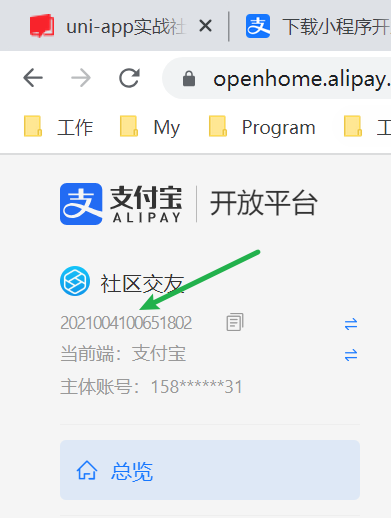 uni-app实战社
下载小程序开
openhome.alipay.
工作
My
Program
支付宝
ALIPAY
开放平台
社区交友
2021004100651802
当前端：支付宝
主体账号：158******31
总览